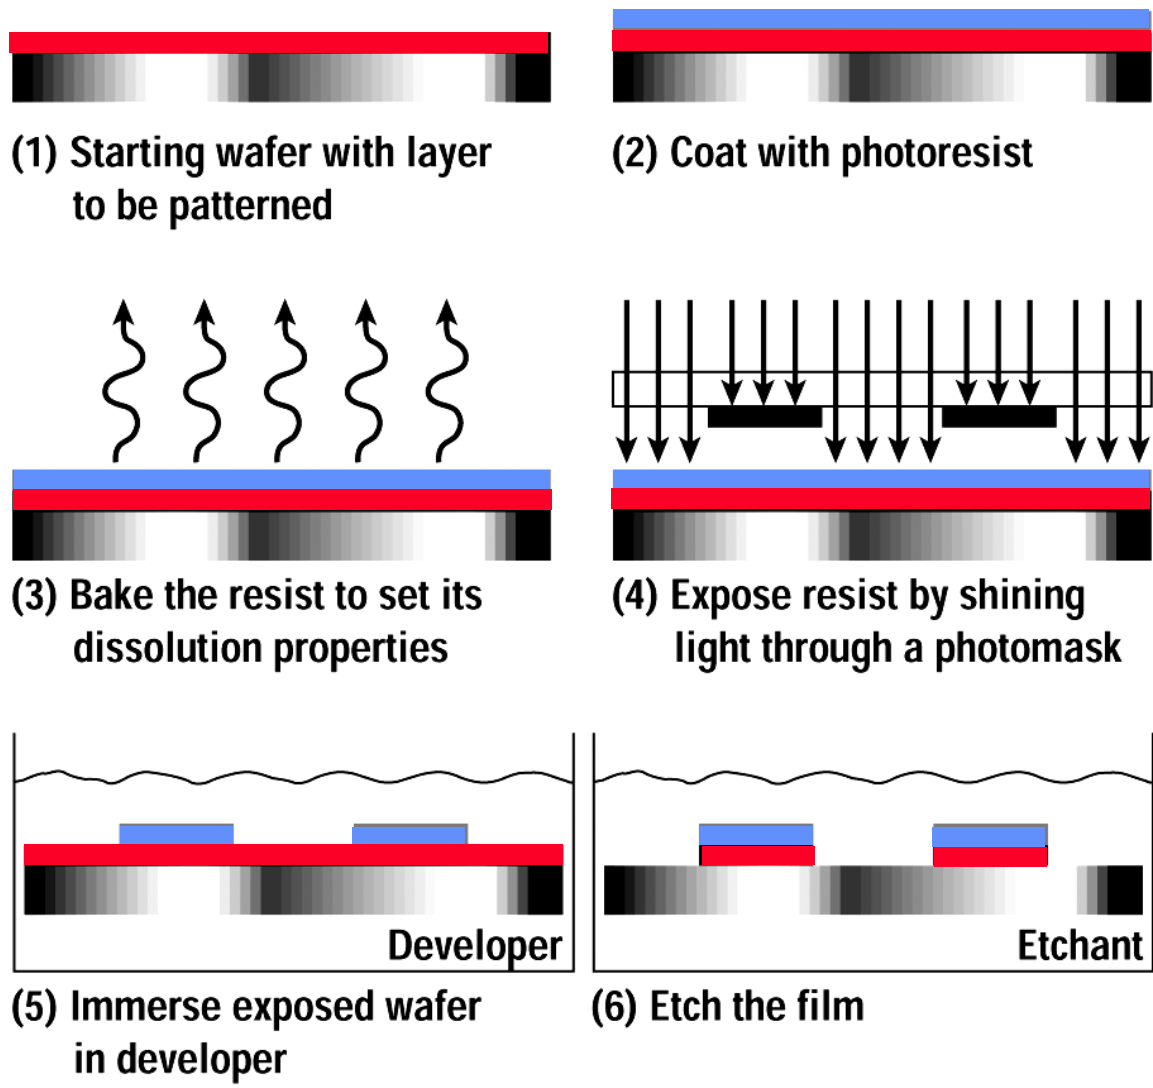 (1) Starting wafer with layer
to be patterned
(2) Coat with photoresist
(3) Bake the resist to set its
dissolution properties
(4) Expose resist by shining
light through a photomask
Developer
(5) Immerse exposed wafer
in developer
Etchant
(6) Etch the film